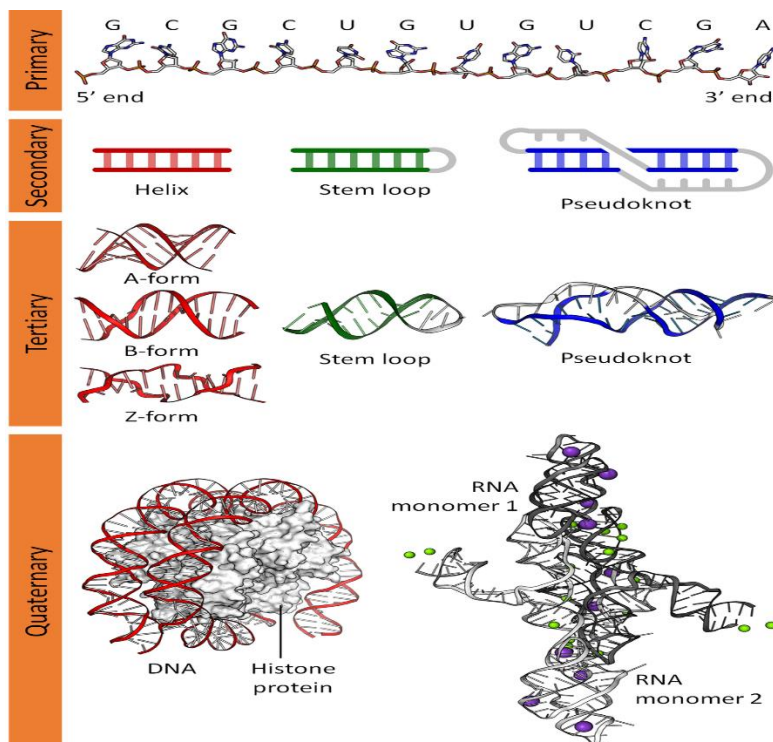 Primary
G C G C U G U G U C G A
5’ end
3’ end
Secondary
Helix
Stem loop
Pseudoknot
Tertiary
A-form
B-form
Z-form
Stem loop
Pseudoknot
Quaternary
DNA
Histone
protein
RNA
monomer 1
RNA
monomer 2